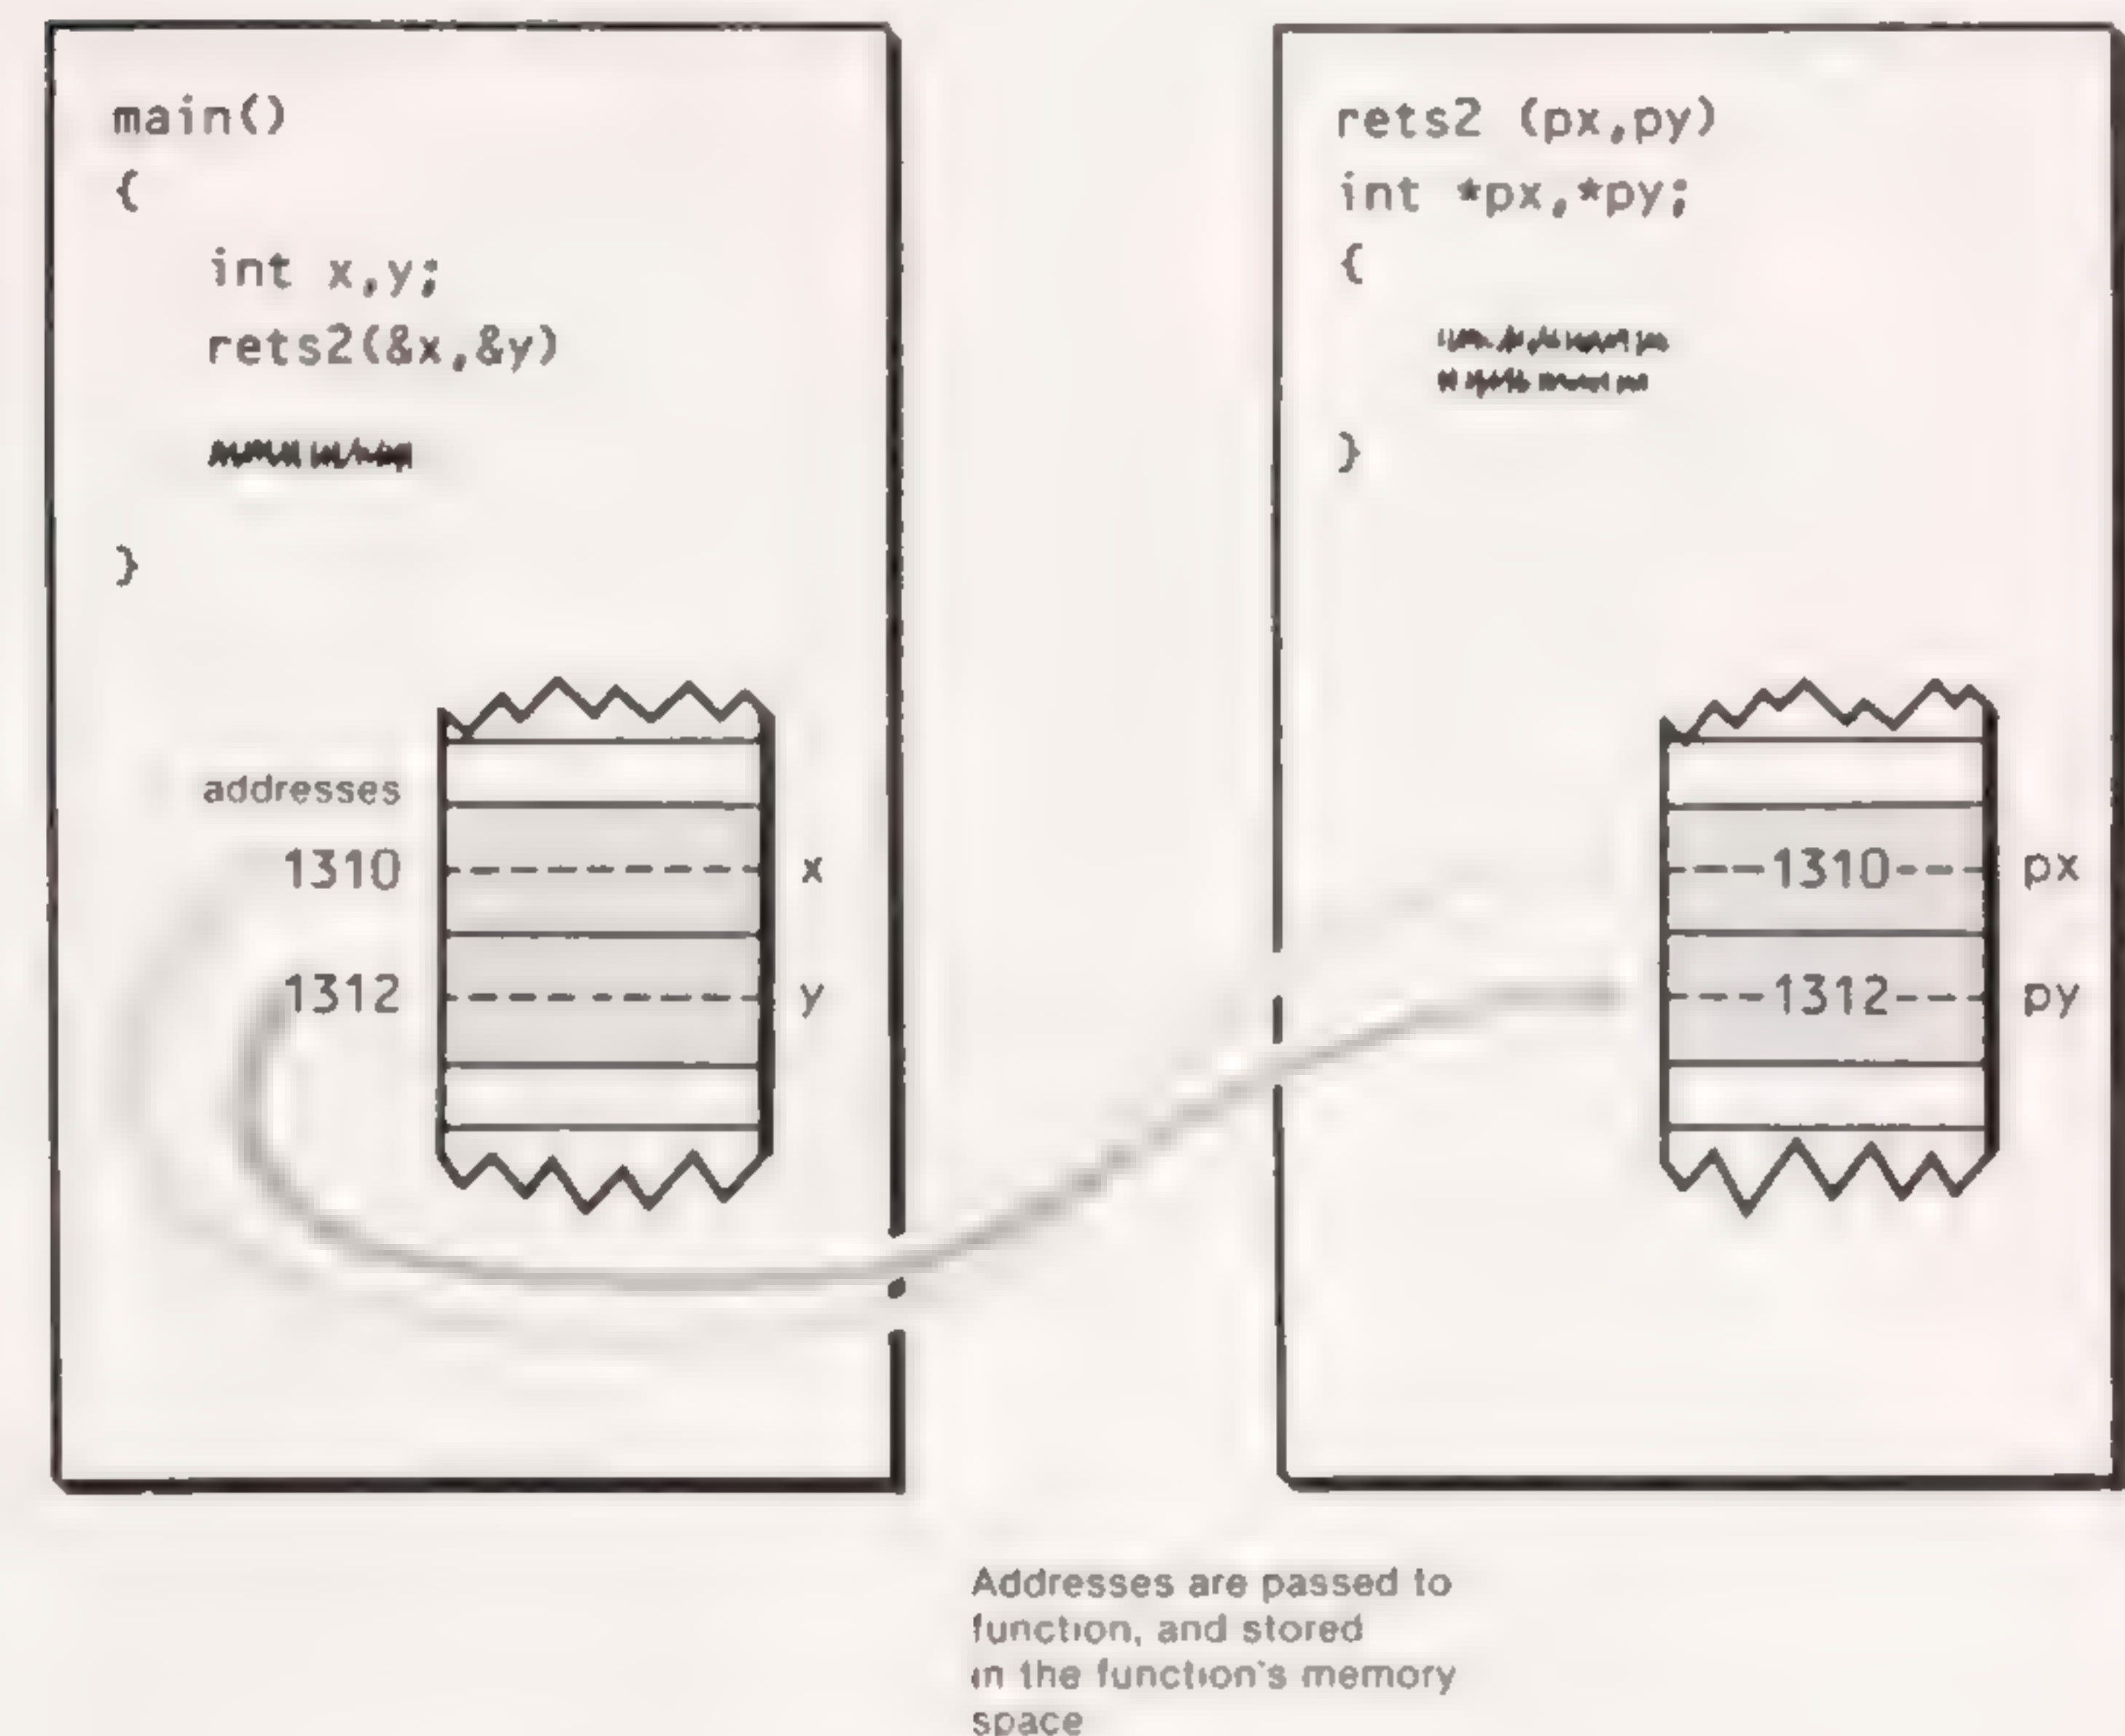 main()
{
int x,y;
rets2(&x,&y)
}
addresses
1310
x
1312
y
rets2 (px,py)
int *px,*py;
{
}
1310
px
1312
py
Addresses are passed to
function, and stored
in the function's memory
space